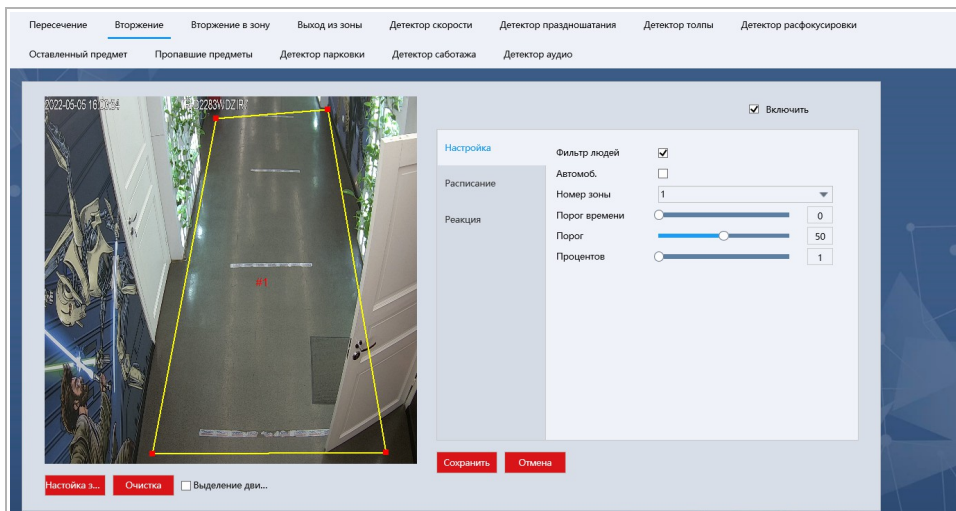 Пересечение Вторжение Вторжение в зону Выход из зоны Детектор скорости Детектор праздношатания Детектор толпы Детектор расфокусировки
Оставленный предмет Пропавшие предметы Детектор парковки Детектор саботажа Детектор аудио
2022-05-05 16
Включить
Настройка
Расписание
Реакция
Фильтр людей
Автомоб.
Номер зоны 1
Порог времени 0
Порог 50
Процентов 1
#1
Сохранить Отмена
Настойка з... Очистка Выделение дви...